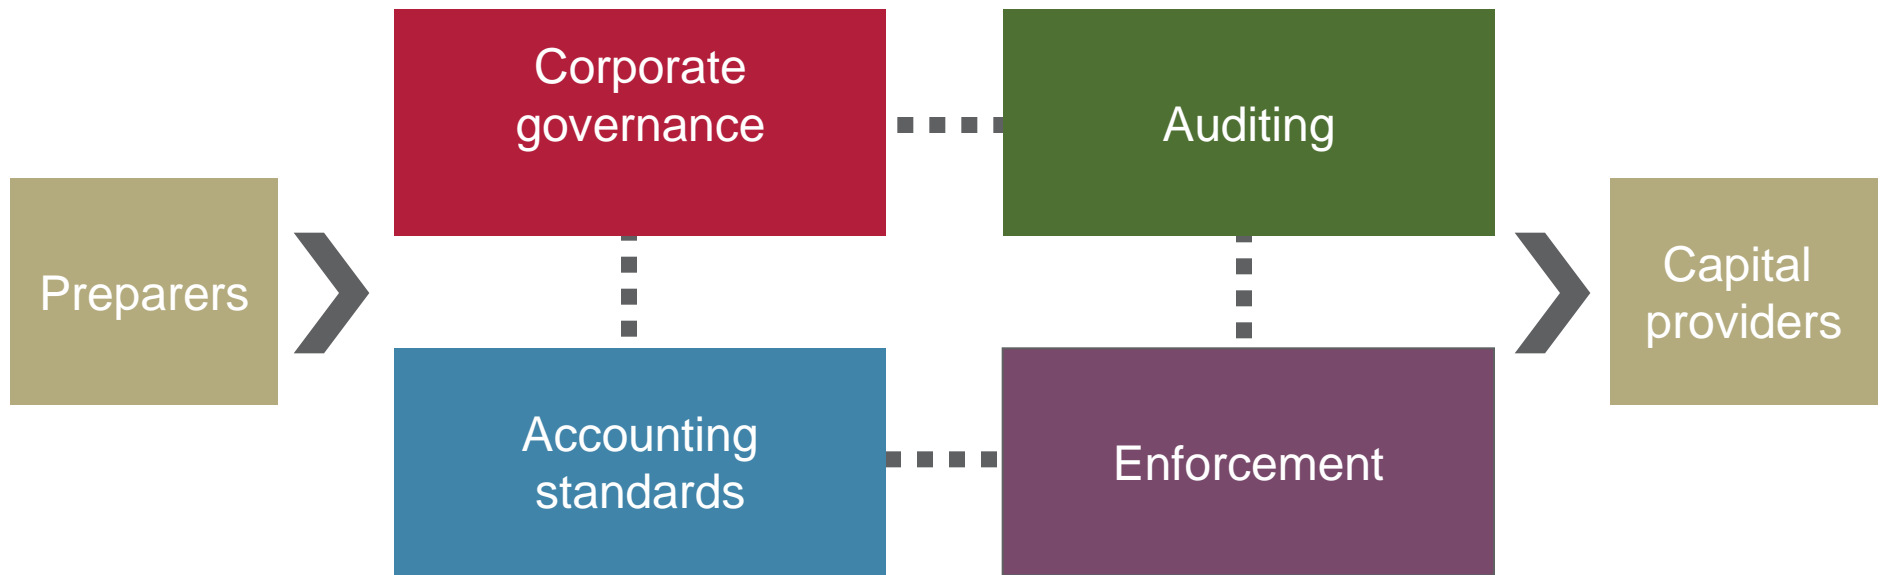 Preparers
Corporate
governance
Auditing
Accounting
standards
Enforcement
Capital
providers